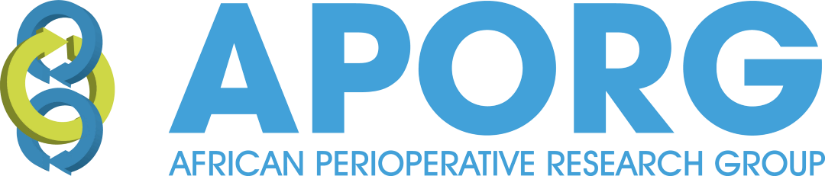 APORG
AFRICAN PERIOPERATIVE RESEARCH GROUP